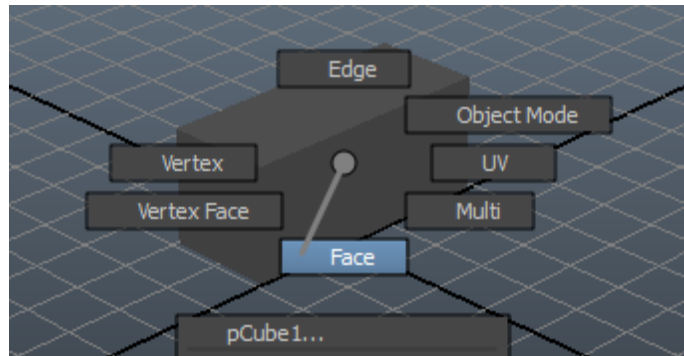 Edge
Object Mode
Vertex
UV
Vertex Face
Multi
Face
pCube1...